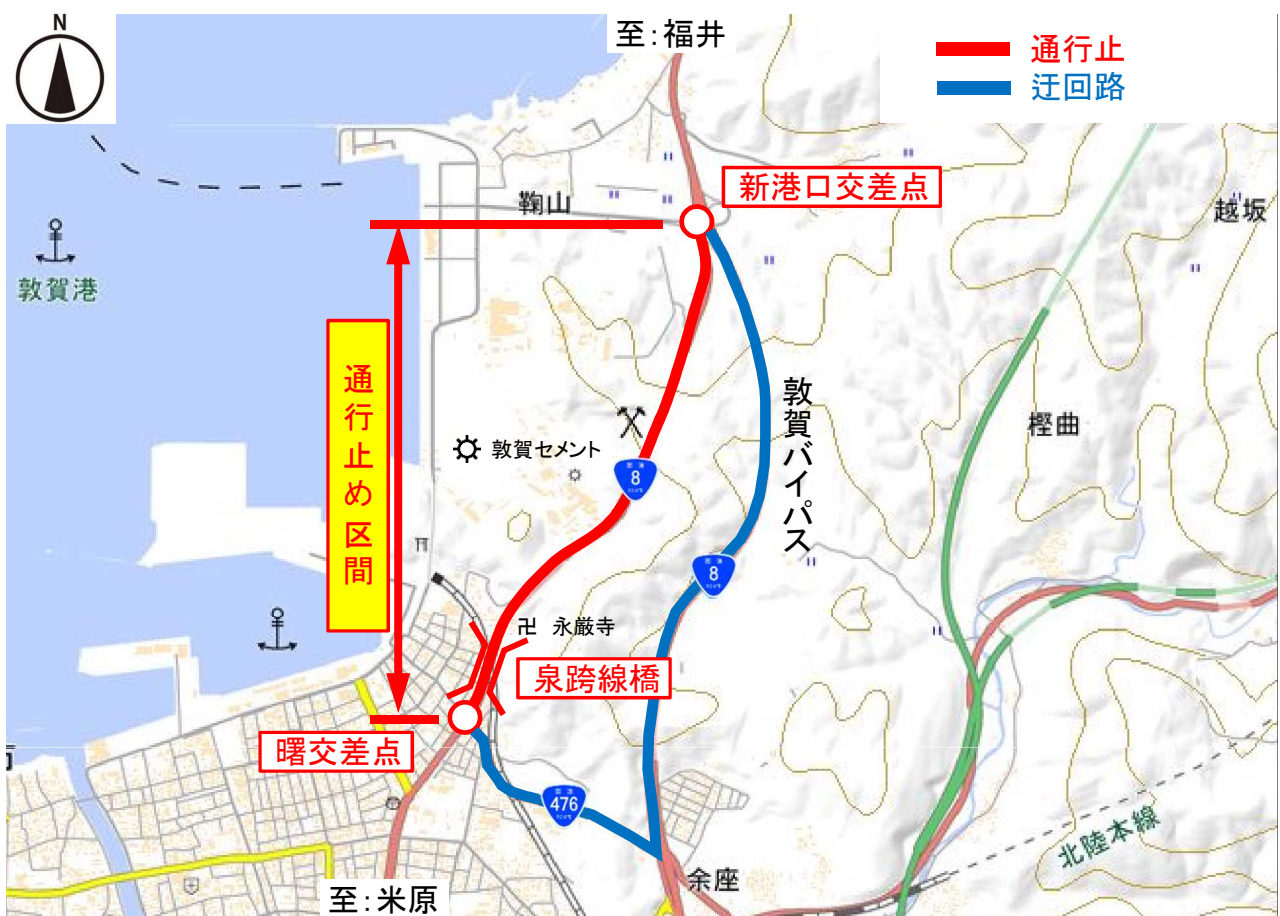 N
至:福井
通行止
迂回路
新港口交差点
鞠山
越坂
敦賀港
通行止め区間
敦賀バイパス
樫曲
敦賀セメント
8
8
卍 永厳寺
泉跨線橋
曙交差点
476
北陸本線
余座
至:米原